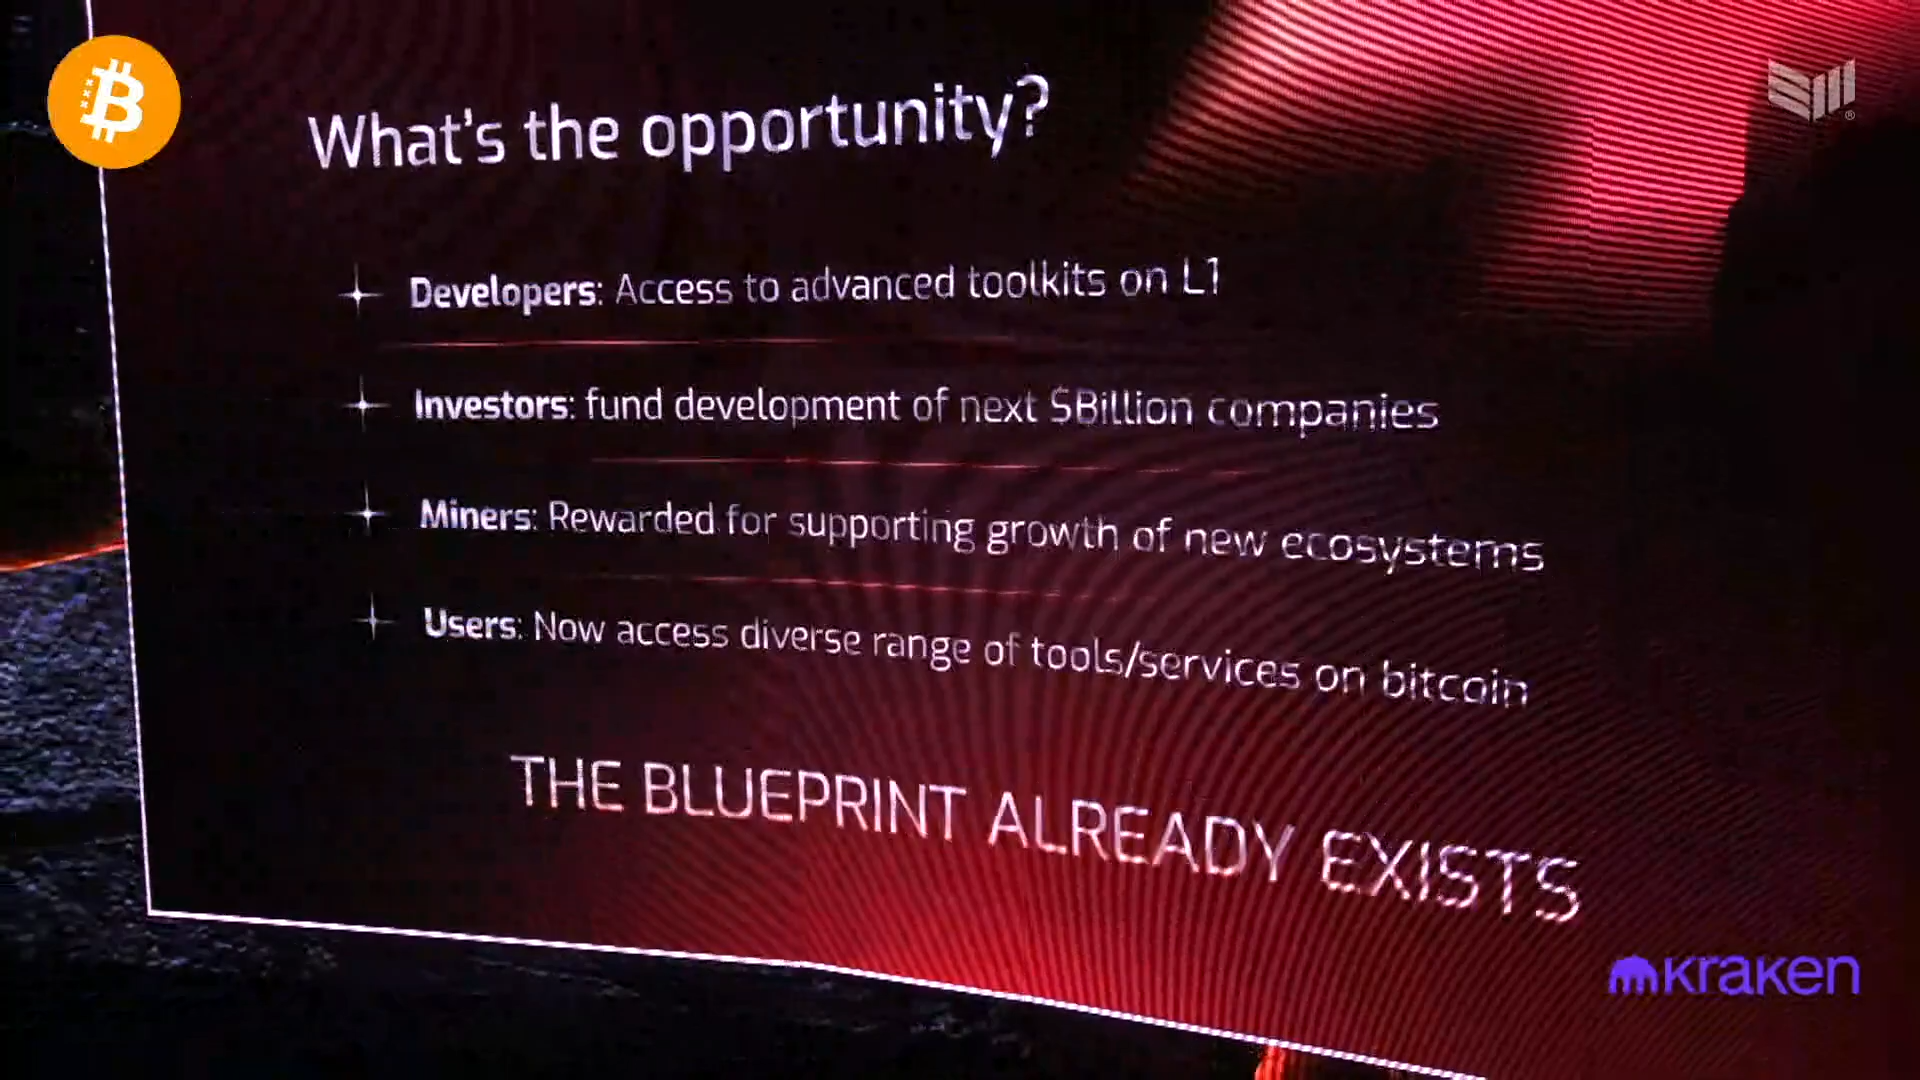 What's the opportunity?
Developers: Access to advanced toolkits on L1
Investors: fund development of next $Billion companies
Miners: Rewarded for supporting growth of new ecosystems
Users: Now access diverse range of tools/services on bitcoin
THE BLUEPRINT ALREADY EXISTS
kraken